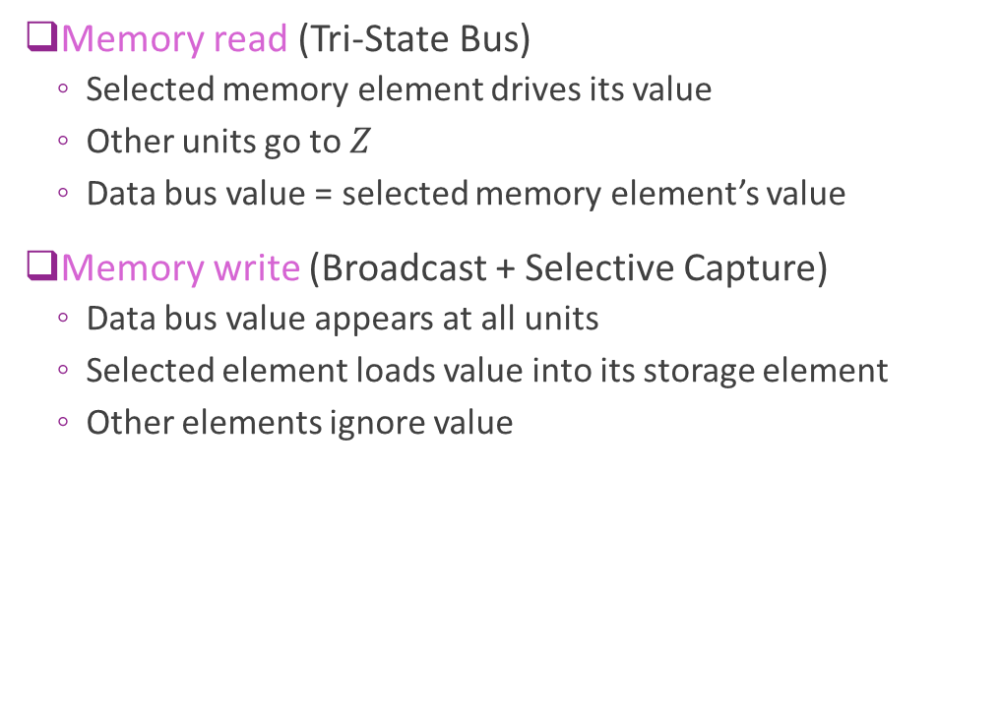 ❑Memory read (Tri-State Bus)
◦ Selected memory element drives its value
◦ Other units go to Z
◦ Data bus value = selected memory element’s value
❑Memory write (Broadcast + Selective Capture)
◦ Data bus value appears at all units
◦ Selected element loads value into its storage element
◦ Other elements ignore value